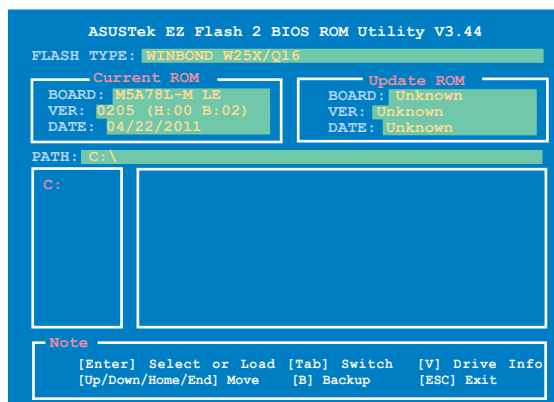 ASUSTek EZ Flash 2 BIOS ROM Utility V3.44
FLASH TYPE: WINBOND W25X/Q16
Current ROM
BOARD: M5A78L-M LE
VER: 0205 (H:00 B:02)
DATE: 04/22/2011
Update ROM
BOARD: Unknown
VER: Unknown
DATE: Unknown
PATH: C:\
C:
Note
[Enter] Select or Load [Tab] Switch [V] Drive Info
[Up/Down/Home/End] Move [B] Backup [ESC] Exit